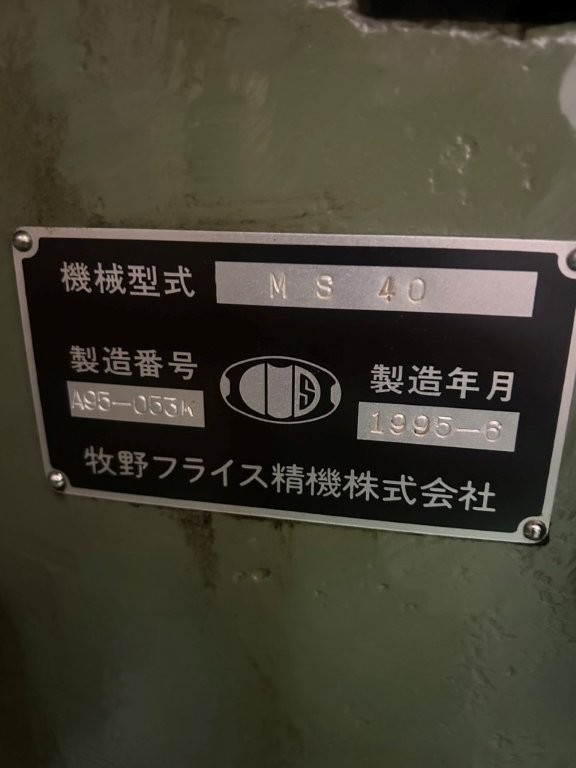 機械型式 MS 40
製造番号 製造年月
A95-053K 1995-6
牧野フライス精機株式会社